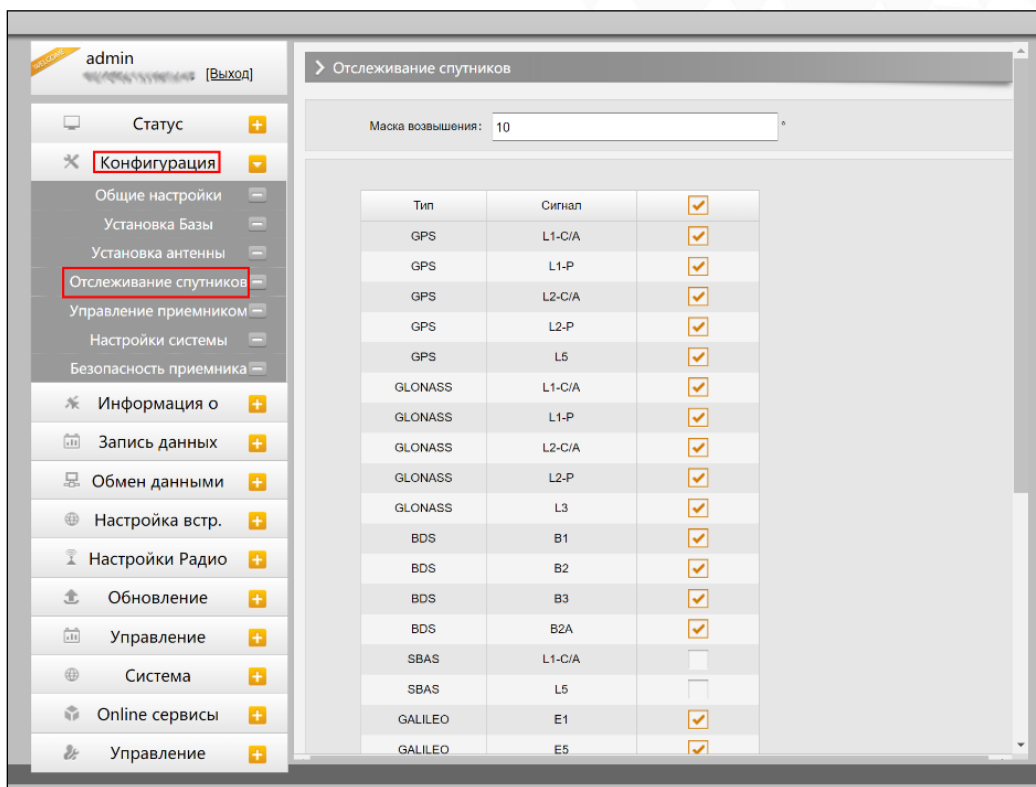 WELCOME
admin
[Выход]
Статус
Конфигурация
Общие настройки
Установка Базы
Установка антенны
Отслеживание спутников
Управление приемником
Настройки системы
Безопасность приемника
Информация о
Запись данных
Обмен данными
Настройка встр.
Настройки Радио
Обновление
Управление
Система
Online сервисы
Управление
Отслеживание спутников
Маска возвышения: 10 °
Тип Сигнал
GPS L1-C/A
GPS L1-P
GPS L2-C/A
GPS L2-P
GPS L5
GLONASS L1-C/A
GLONASS L1-P
GLONASS L2-C/A
GLONASS L2-P
GLONASS L3
BDS B1
BDS B2
BDS B3
BDS B2A
SBAS L1-C/A
SBAS L5
GALILEO E1
GALILEO E5